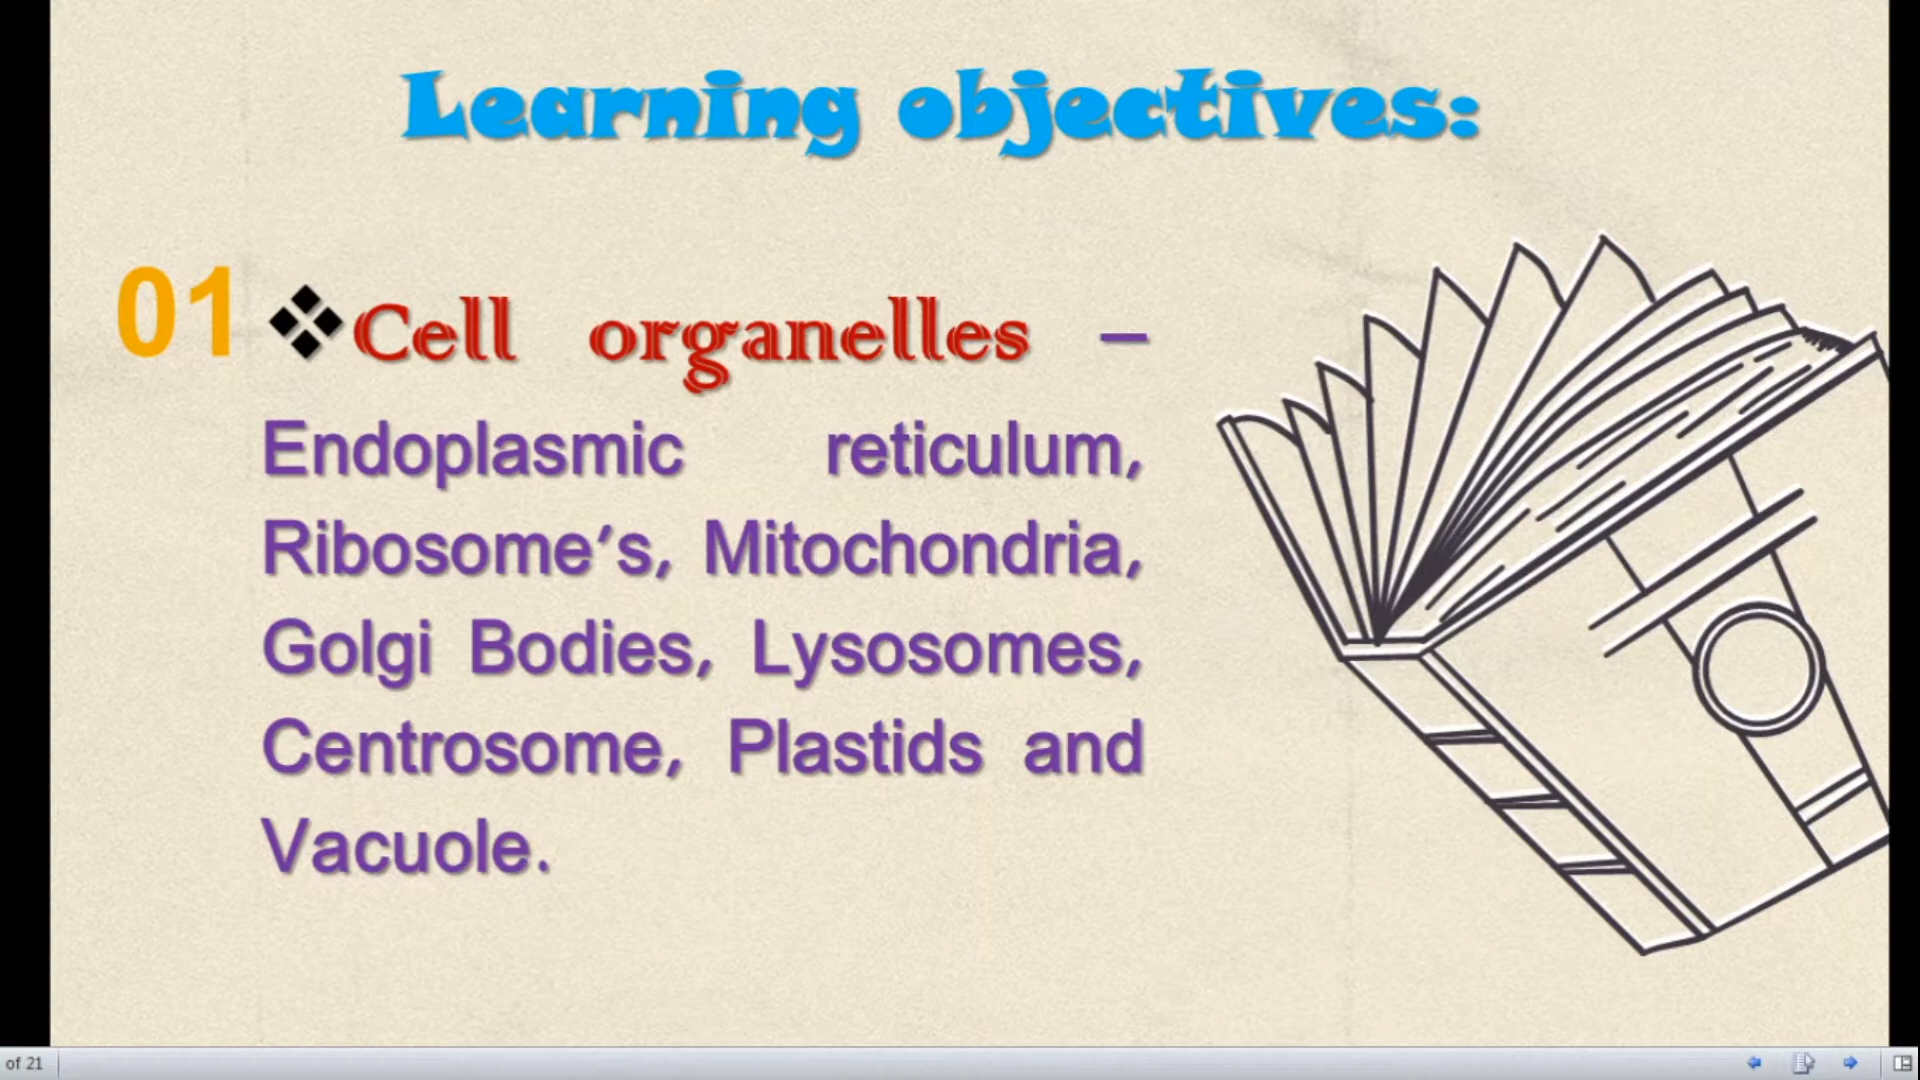 Learning objectives:
01 ❖Cell organelles –
Endoplasmic reticulum,
Ribosome’s, Mitochondria,
Golgi Bodies, Lysosomes,
Centrosome, Plastids and
Vacuole.
of 21